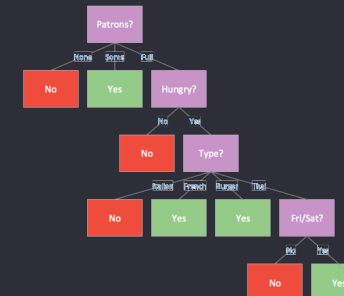 Patrons?
None Some Full
No Yes Hungry?
No Yes
No Type?
Italian French Burger Thai
No Yes Yes Fri/Sat?
No Yes
No Yes